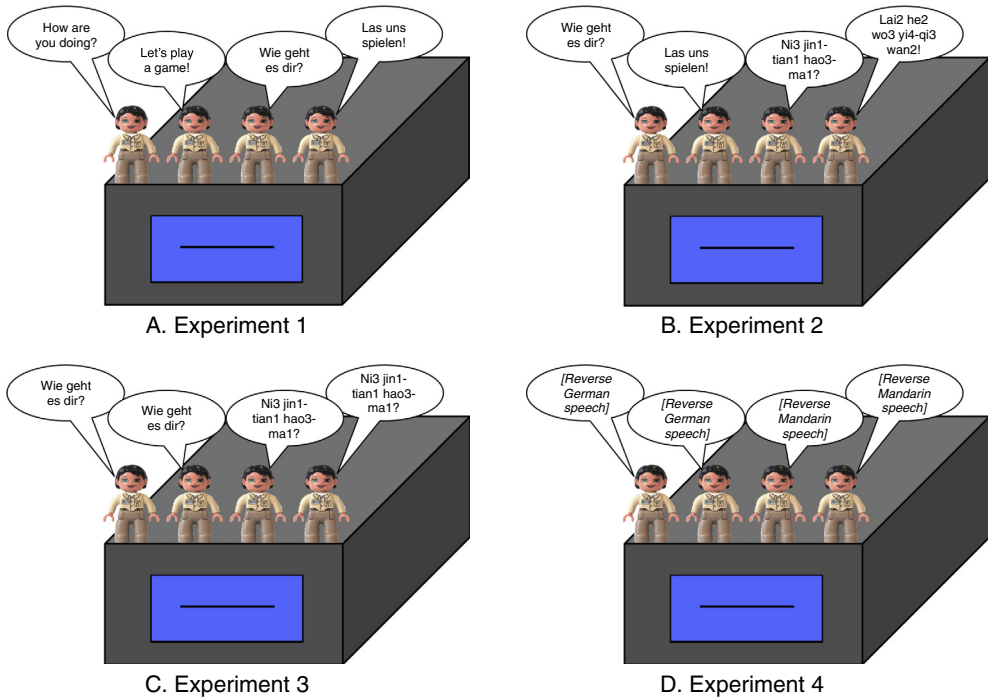 How are
you doing?
Let's play
a game!
Wie geht
es dir?
Las uns
spielen!
A. Experiment 1
Wie geht
es dir?
Las uns
spielen!
Ni3 jin1-
tian1 hao3-
ma1?
Lai2 he2
wo3 yi4-qi3
wan2!
B. Experiment 2
Wie geht
es dir?
Wie geht
es dir?
Ni3 jin1-
tian1 hao3-
ma1?
Ni3 jin1-
tian1 hao3-
ma1?
C. Experiment 3
[Reverse
German
speech]
[Reverse
German
speech]
[Reverse
Mandarin
speech]
[Reverse
Mandarin
speech]
D. Experiment 4